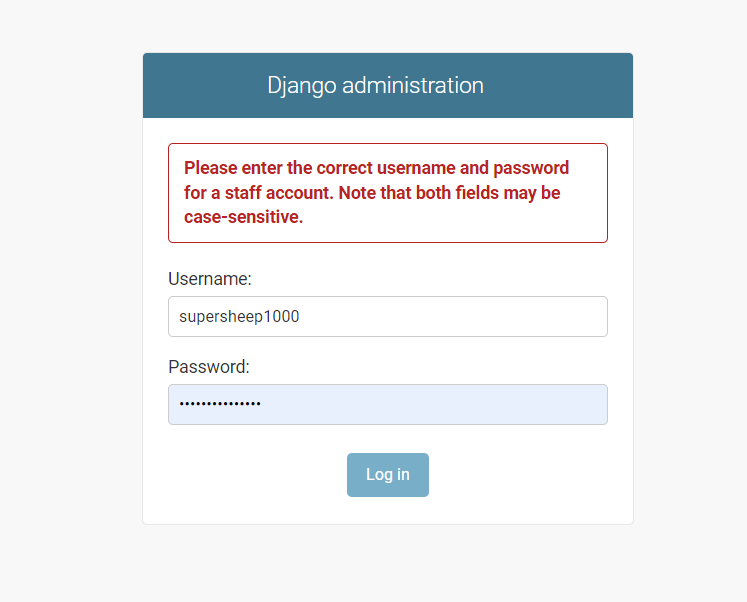 Django administration
Please enter the correct username and password
for a staff account. Note that both fields may be
case-sensitive.
Username:
supersheep1000
Password:
•••••••••••••••
Log in